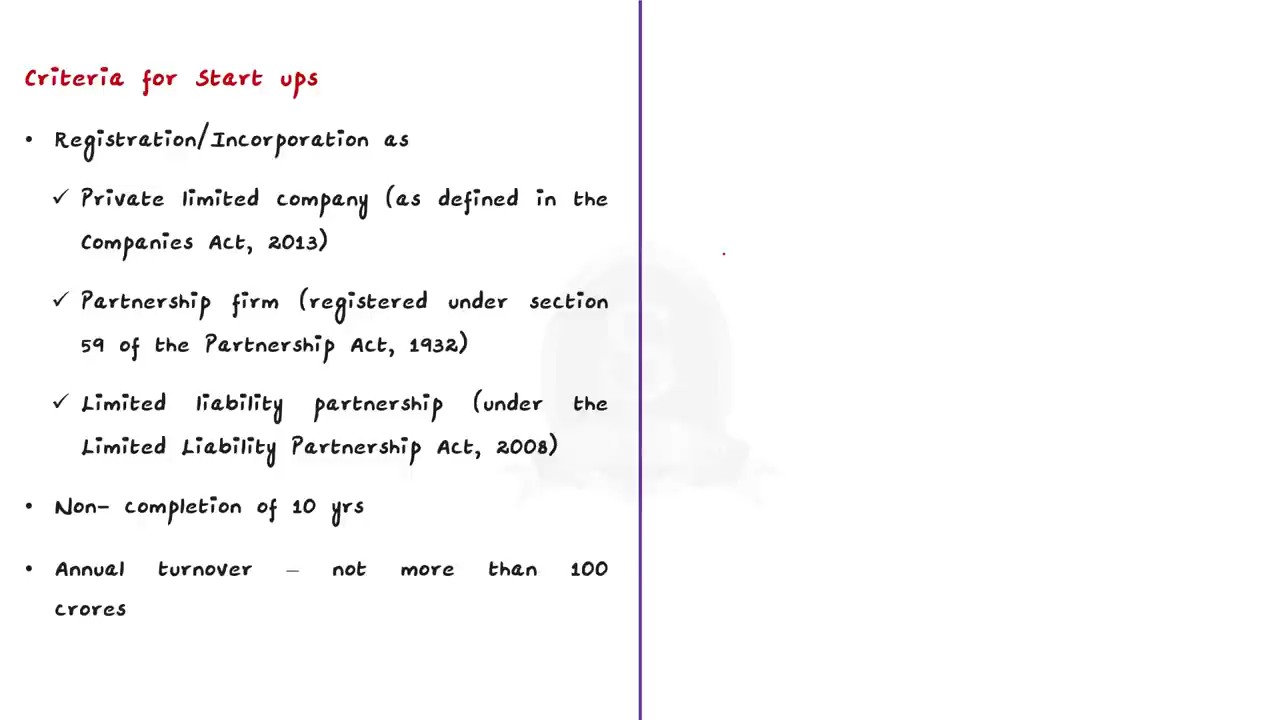 Criteria for Start ups
• Registration/Incorporation as
✓ Private limited company (as defined in the
Companies Act, 2013)
✓ Partnership firm (registered under section
59 of the Partnership Act, 1932)
✓ Limited liability partnership (under the
Limited Liability Partnership Act, 2008)
• Non- completion of 10 yrs
• Annual turnover – not more than 100
crores